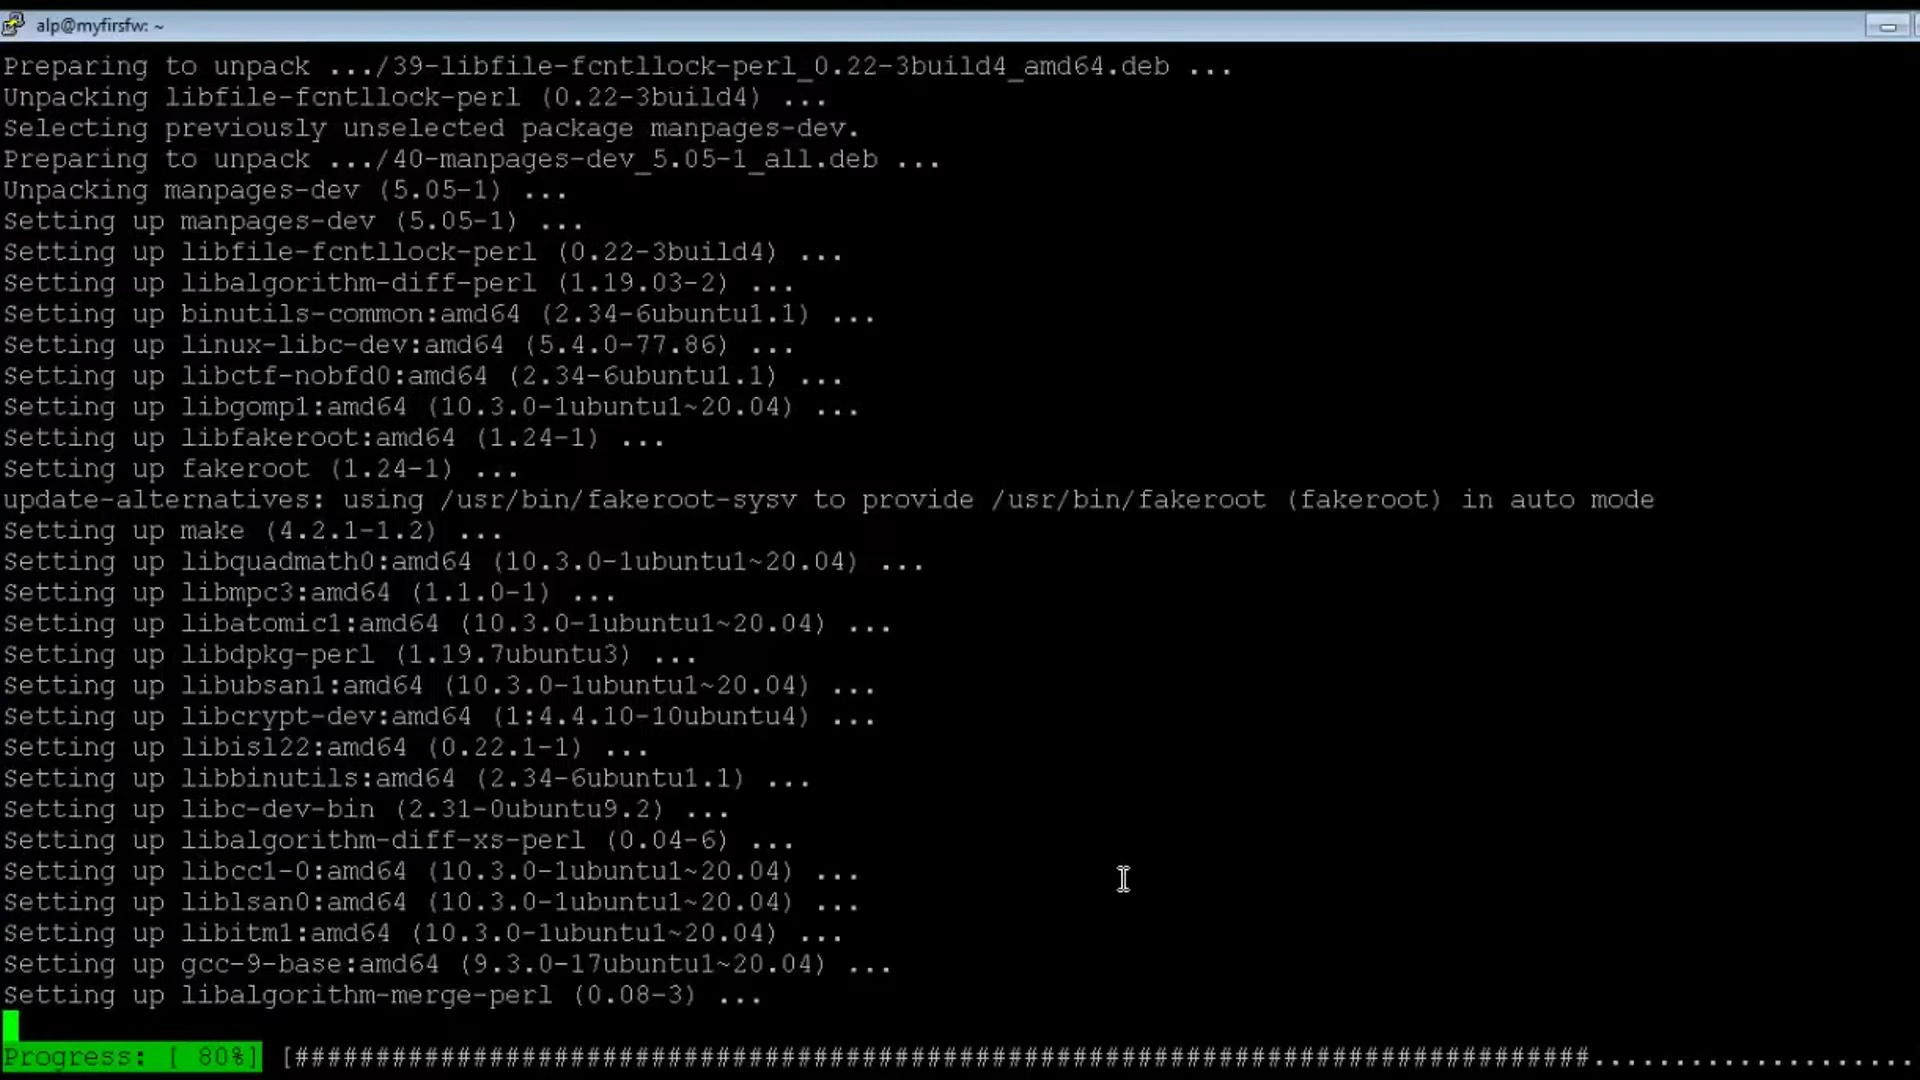 alp@myfirsfw: ~
Preparing to unpack .../39-libfile-fcntllock-perl_0.22-3build4_amd64.deb ...
Unpacking libfile-fcntllock-perl (0.22-3build4) ...
Selecting previously unselected package manpages-dev.
Preparing to unpack .../40-manpages-dev_5.05-1_all.deb ...
Unpacking manpages-dev (5.05-1) ...
Setting up manpages-dev (5.05-1) ...
Setting up libfile-fcntllock-perl (0.22-3build4) ...
Setting up libalgorithm-diff-perl (1.19.03-2) ...
Setting up binutils-common:amd64 (2.34-6ubuntu1.1) ...
Setting up linux-libc-dev:amd64 (5.4.0-77.86) ...
Setting up libctf-nobfd0:amd64 (2.34-6ubuntu1.1) ...
Setting up libgomp1:amd64 (10.3.0-1ubuntu1~20.04) ...
Setting up libfakeroot:amd64 (1.24-1) ...
Setting up fakeroot (1.24-1) ...
update-alternatives: using /usr/bin/fakeroot-sysv to provide /usr/bin/fakeroot (fakeroot) in auto mode
Setting up make (4.2.1-1.2) ...
Setting up libquadmath0:amd64 (10.3.0-1ubuntu1~20.04) ...
Setting up libmpc3:amd64 (1.1.0-1) ...
Setting up libatomic1:amd64 (10.3.0-1ubuntu1~20.04) ...
Setting up libdpkg-perl (1.19.7ubuntu3) ...
Setting up libubsan1:amd64 (10.3.0-1ubuntu1~20.04) ...
Setting up libcrypt-dev:amd64 (1:4.4.10-10ubuntu4) ...
Setting up libisl22:amd64 (0.22.1-1) ...
Setting up libbinutils:amd64 (2.34-6ubuntu1.1) ...
Setting up libc-dev-bin (2.31-0ubuntu9.2) ...
Setting up libalgorithm-diff-xs-perl (0.04-6) ...
Setting up libcc1-0:amd64 (10.3.0-1ubuntu1~20.04) ...
Setting up liblsan0:amd64 (10.3.0-1ubuntu1~20.04) ...
Setting up libitm1:amd64 (10.3.0-1ubuntu1~20.04) ...
Setting up gcc-9-base:amd64 (9.3.0-17ubuntu1~20.04) ...
Setting up libalgorithm-merge-perl (0.08-3) ...
Progress: [ 80%] [################################################################################....................